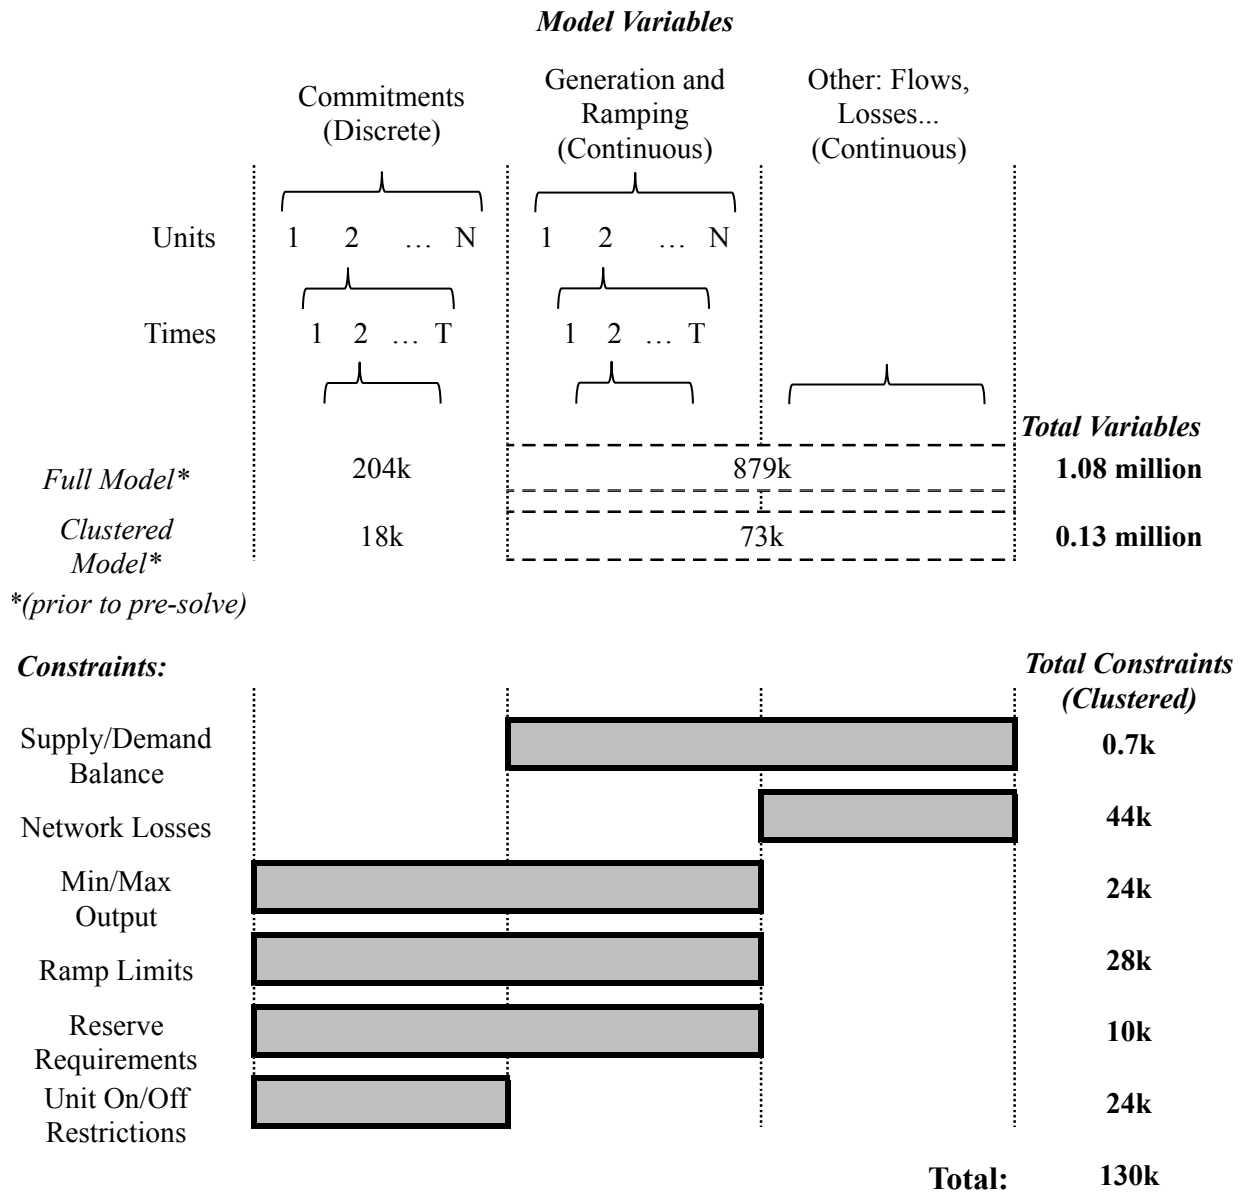 Model Variables
Commitments
(Discrete)
Generation and
Ramping
(Continuous)
Other: Flows,
Losses...
(Continuous)
Units
1 2 … N
1 2 … N
Times
1 2 … T
1 2 … T
Total Variables
Full Model*
204k
879k
1.08 million
Clustered
Model*
18k
73k
0.13 million
*(prior to pre-solve)
Constraints:
Total Constraints
(Clustered)
Supply/Demand
Balance
0.7k
Network Losses
44k
Min/Max
Output
24k
Ramp Limits
28k
Reserve
Requirements
10k
Unit On/Off
Restrictions
24k
Total:
130k